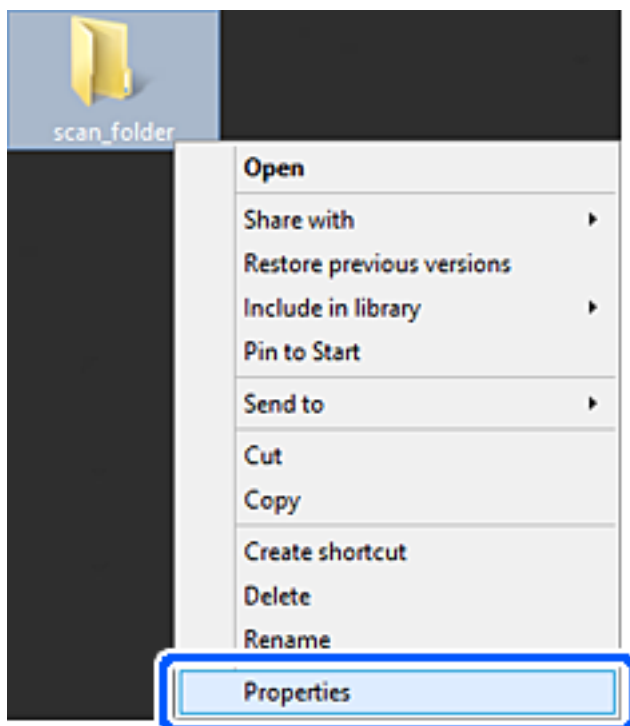 scan_folder
Open
Share with
Restore previous versions
Include in library
Pin to Start
Send to
Cut
Copy
Create shortcut
Delete
Rename
Properties